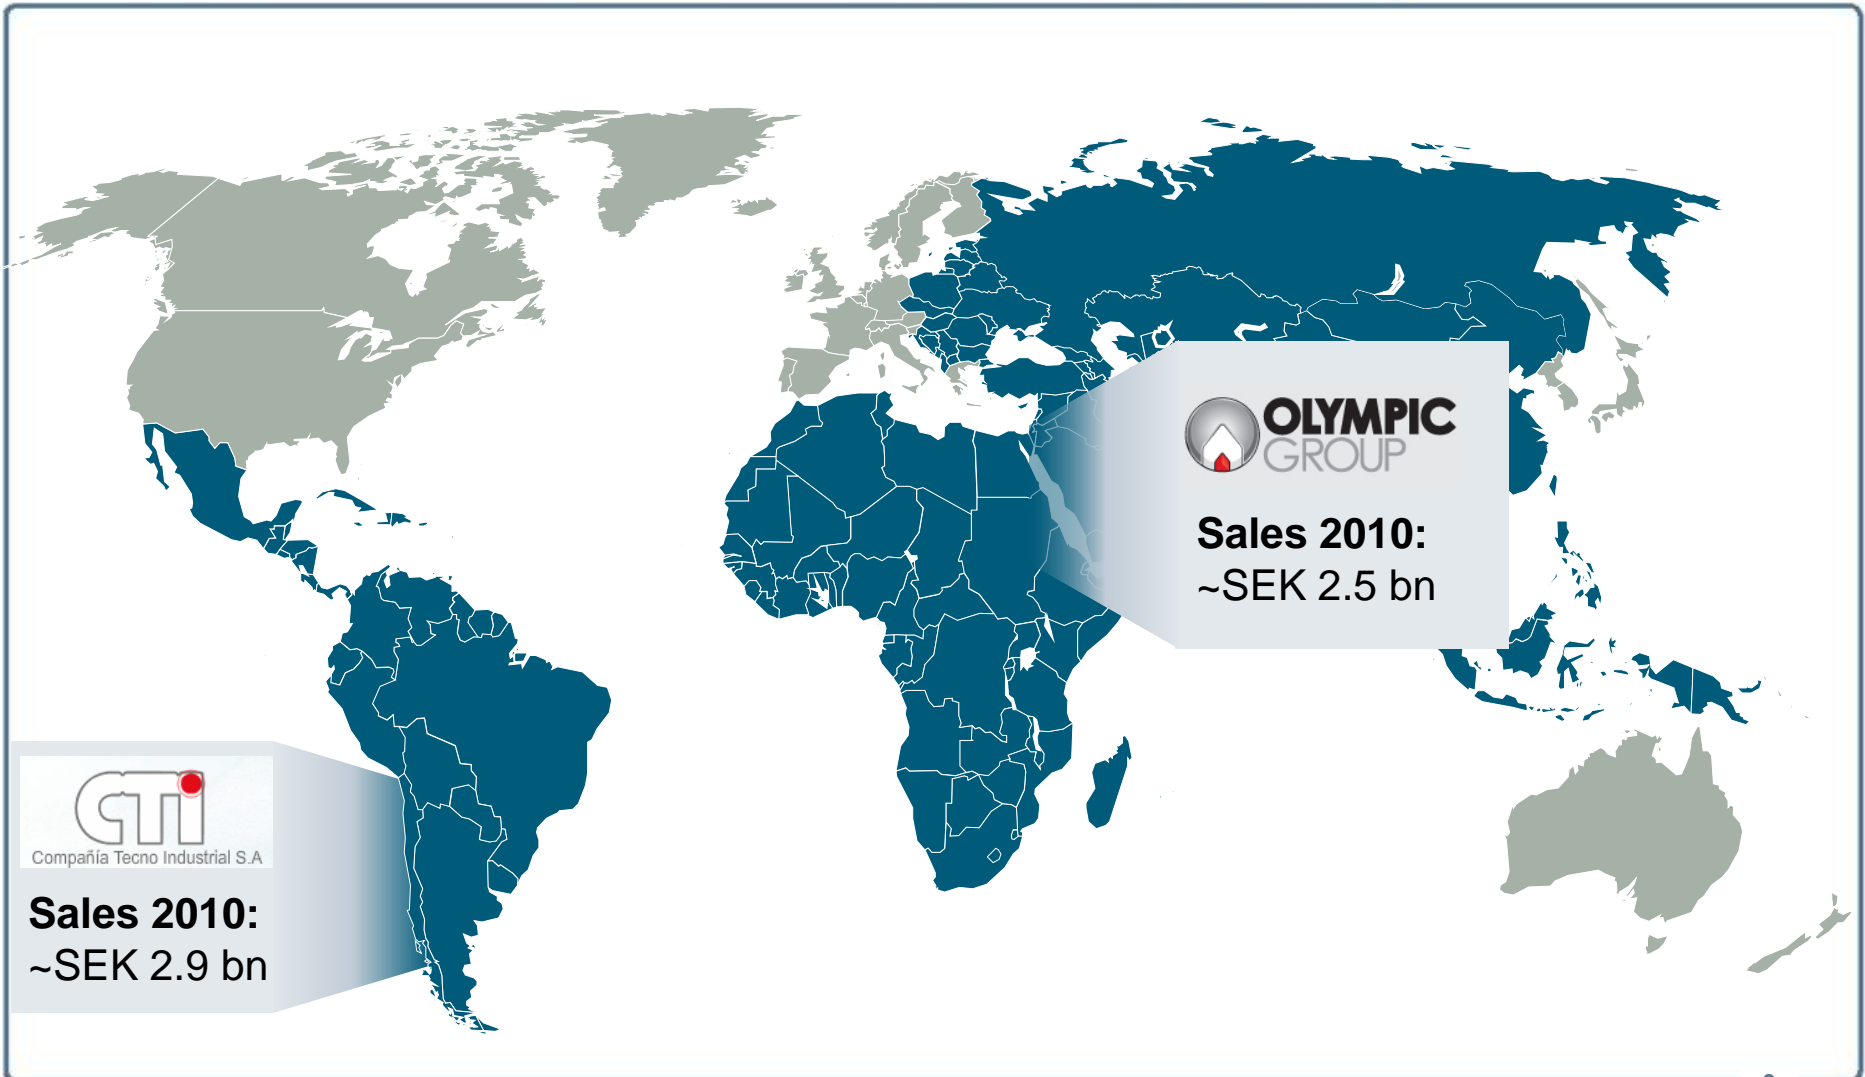 OLYMPIC
GROUP
Sales 2010:
~SEK 2.5 bn
CTi
Compañía Tecno Industrial S.A
Sales 2010:
~SEK 2.9 bn